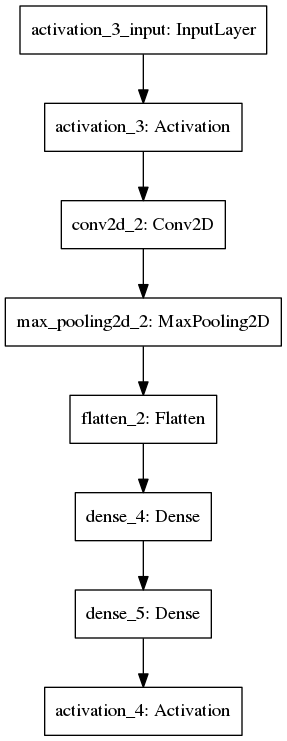 activation_3_input: InputLayer
activation_3: Activation
conv2d_2: Conv2D
max_pooling2d_2: MaxPooling2D
flatten_2: Flatten
dense_4: Dense
dense_5: Dense
activation_4: Activation